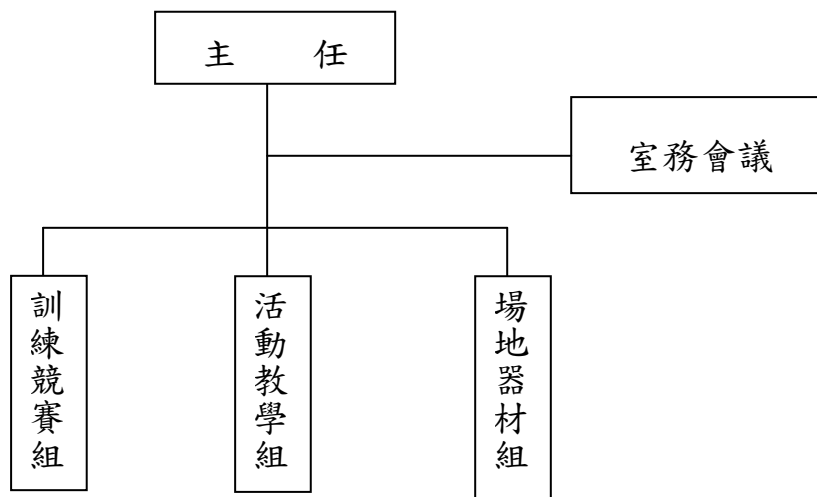 主　　任
室務會議
訓練競賽組
活動教學組
場地器材組